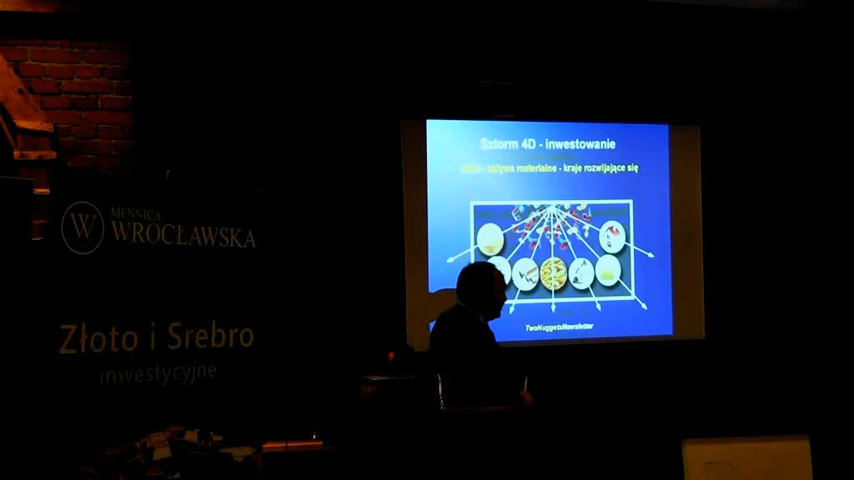 MENNICA
WROCŁAWSKA
W
Złoto i Srebro
inwestycyjne
Sztorm 4D - inwestowanie
- aktywa materialne - kraje rozwijające się
TwoNuggetsNewsletter